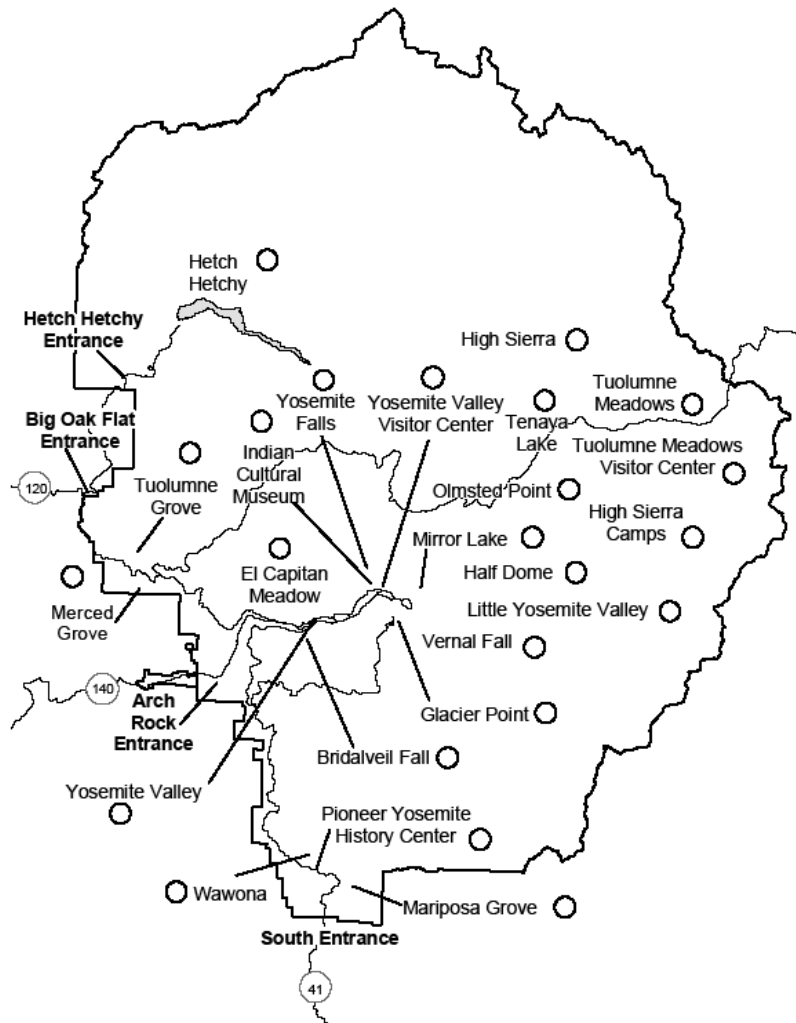 Hetch
Hetchy
Hetch Hetchy
Entrance
High Sierra
Tuolumne
Meadows
Big Oak Flat
Entrance
Yosemite
Falls
Yosemite Valley
Visitor Center
Tenaya
Lake
Indian
Cultural
Museum
Tuolumne Meadows
Visitor Center
120
Tuolumne
Grove
Olmsted Point
High Sierra
Camps
Mirror Lake
El Capitan
Meadow
Half Dome
Merced
Grove
Little Yosemite Valley
Vernal Fall
140
Arch
Rock
Entrance
Glacier Point
Bridalveil Fall
Yosemite Valley
Pioneer Yosemite
History Center
Wawona
Mariposa Grove
South Entrance
41